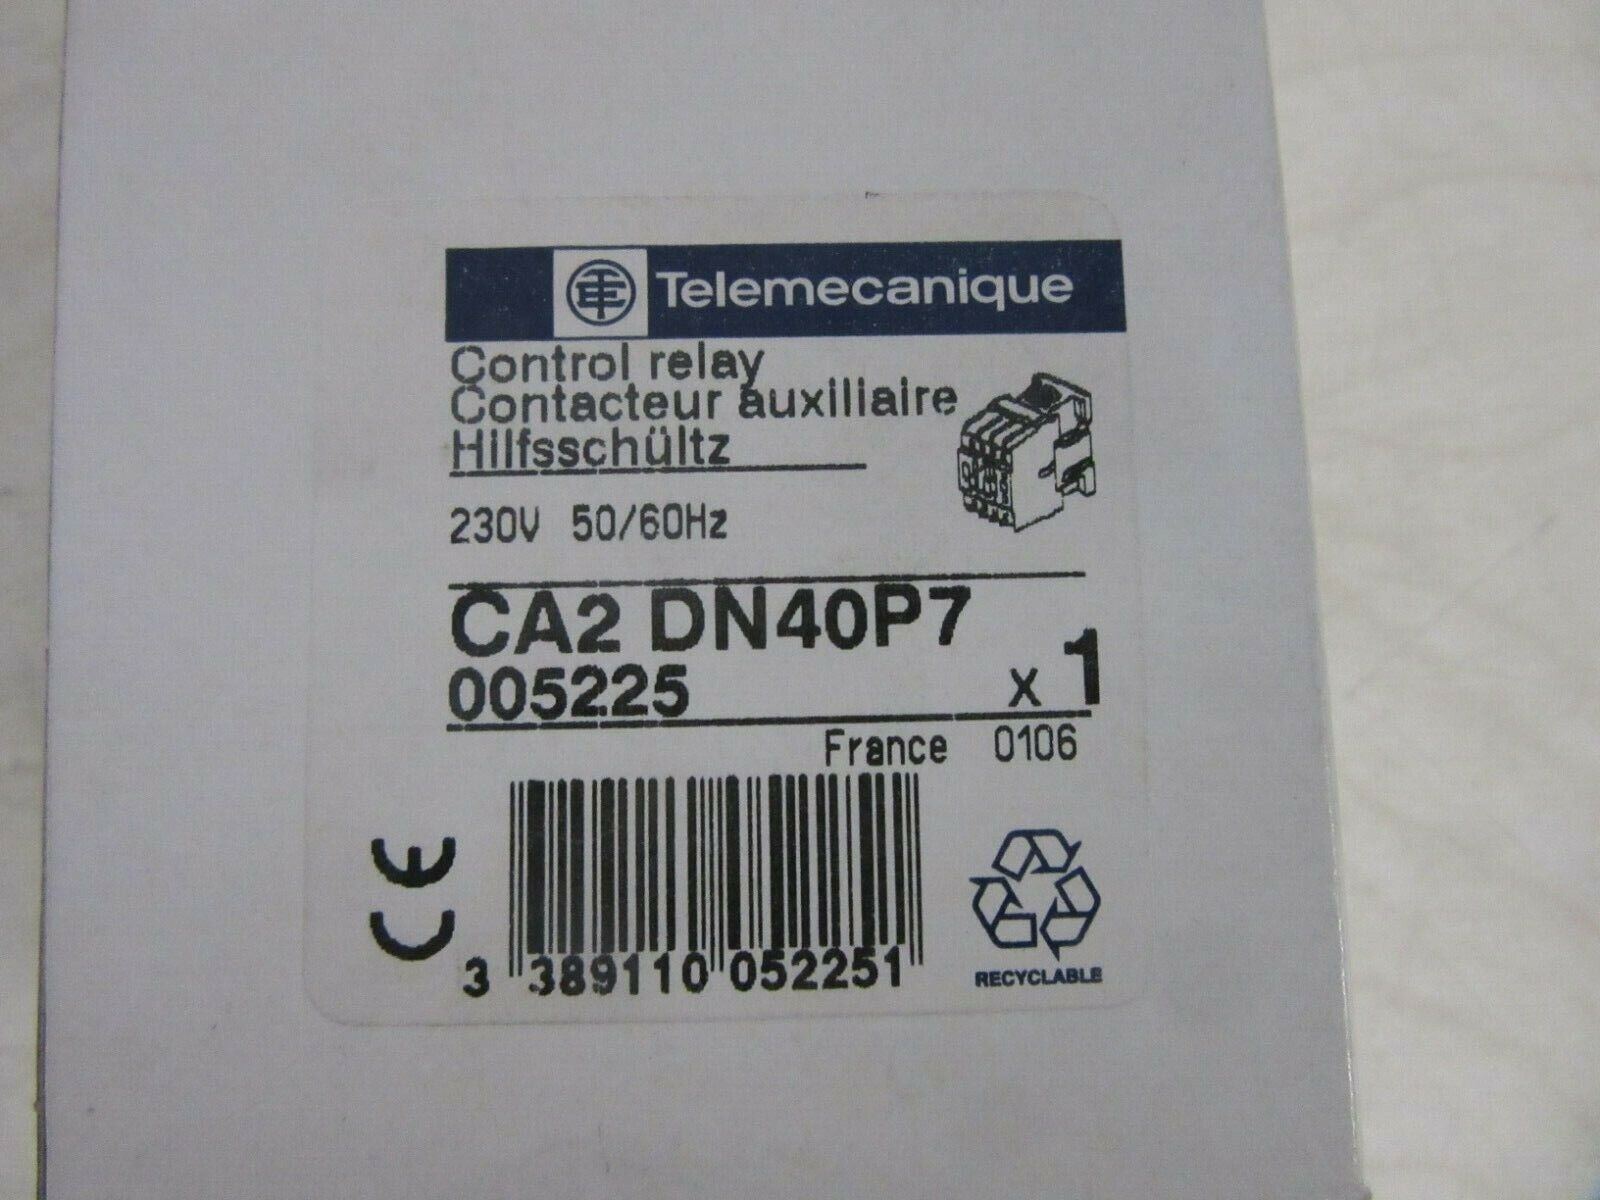 Telemecanique
Control relay
Contacteur auxiliaire
Hilfsschültz
230V 50/60Hz
CA2 DN40P7
005225 x 1
France 0106
CE
3 389110 052251
RECYCLABLE